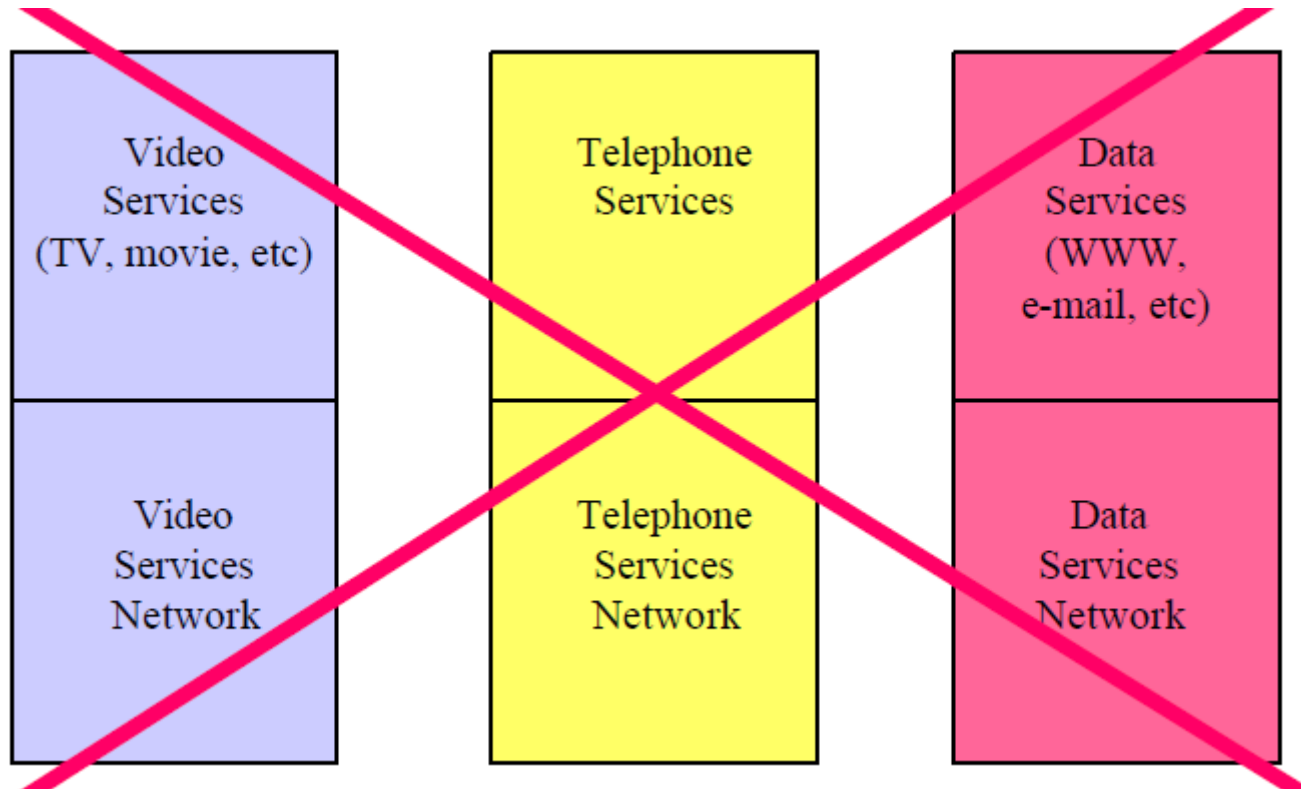 Video
Services
(TV, movie, etc)
Telephone
Services
Data
Services
(WWW,
e-mail, etc)
Video
Services
Network
Telephone
Services
Network
Data
Services
Network